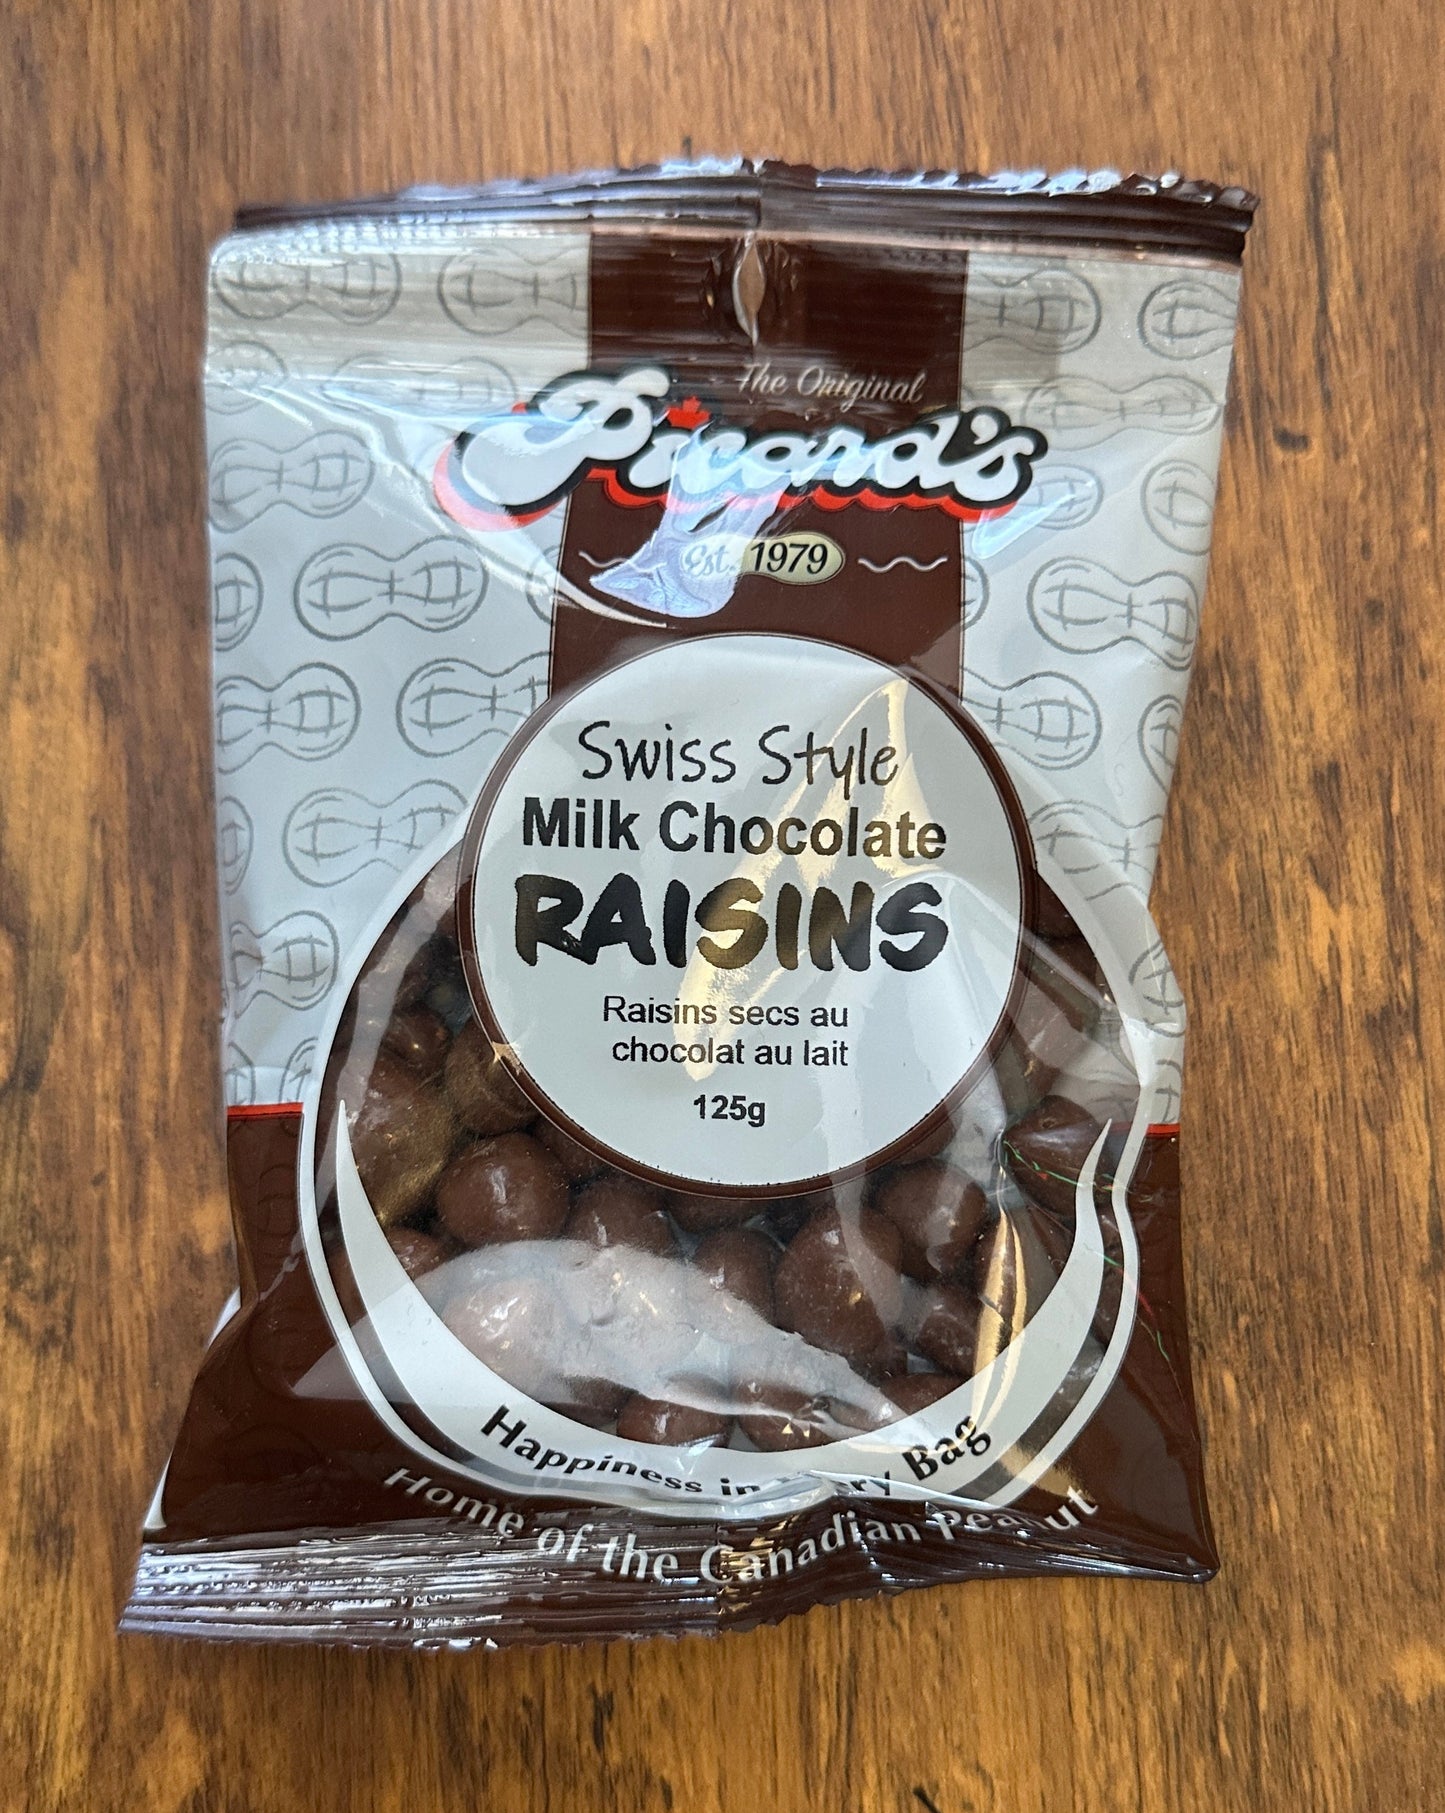 The Original
Picard's
Est. 1979
Swiss Style
Milk Chocolate
RAISINS
Raisins secs au
chocolat au lait
125g
Happiness in Every Bag
Home of the Canadian Peanut